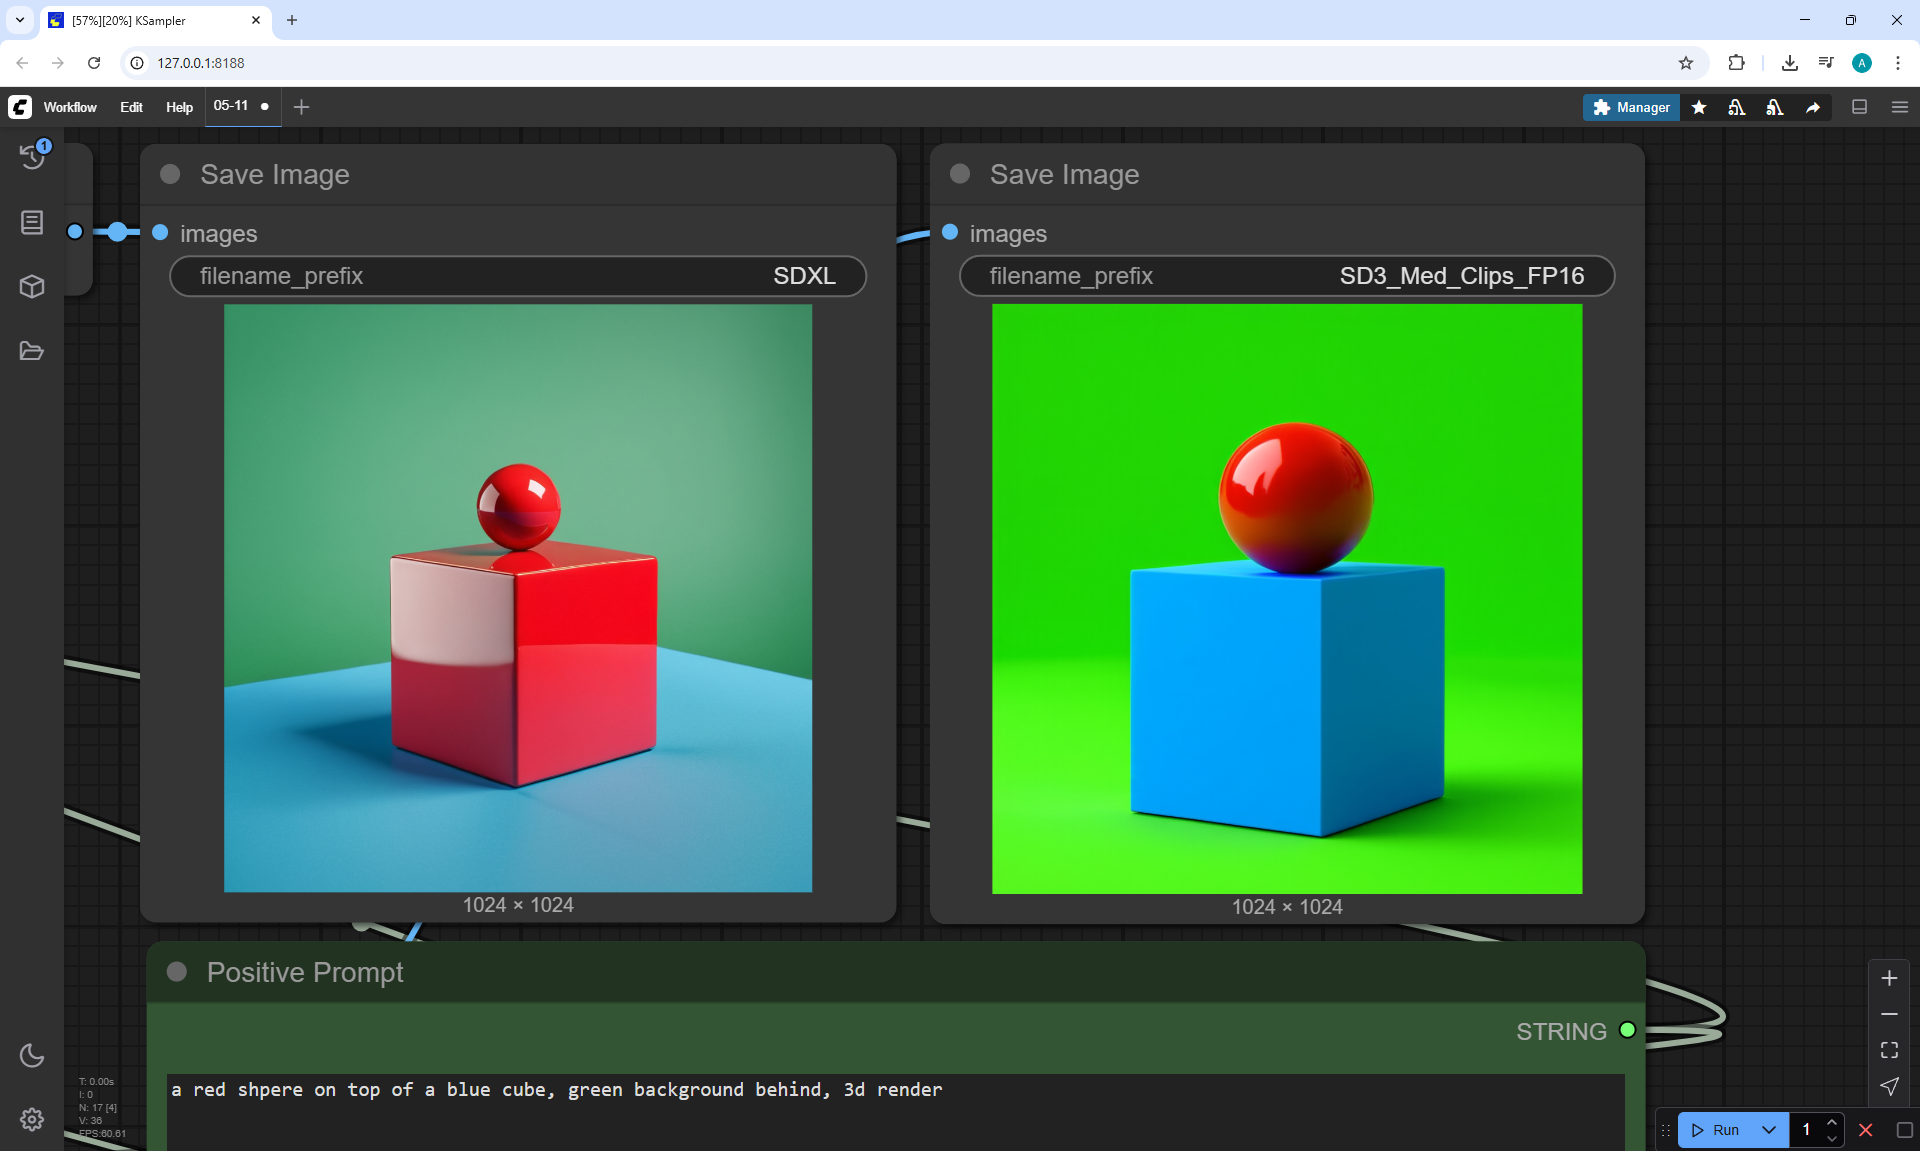 [57%][20%] KSampler
127.0.0.1:8188
Workflow Edit Help 05-11
Manager
1
Save Image
images
filename_prefix SDXL
1024 × 1024
Save Image
images
filename_prefix SD3_Med_Clips_FP16
1024 × 1024
Positive Prompt
STRING
a red shpere on top of a blue cube, green background behind, 3d render
T: 0.00s
I: 0
N: 17 [4]
V: 36
FPS:60.61
Run 1
A